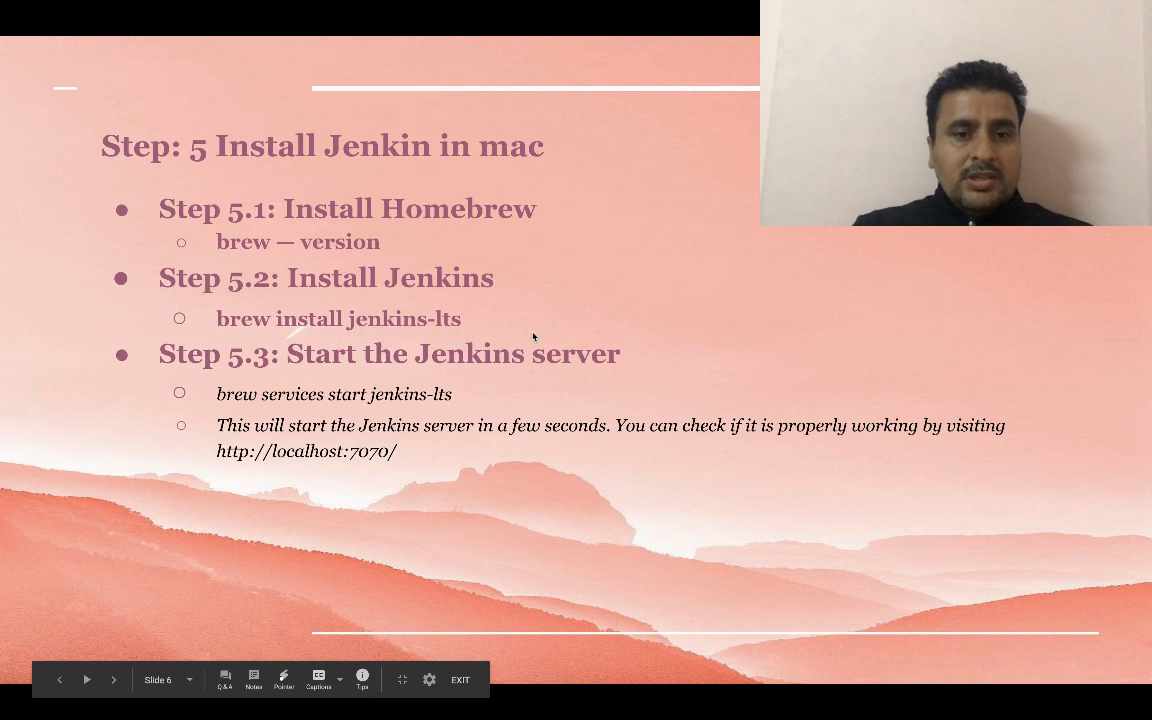 Step: 5 Install Jenkin in mac
● Step 5.1: Install Homebrew
○ brew — version
● Step 5.2: Install Jenkins
○ brew install jenkins-lts
● Step 5.3: Start the Jenkins server
○ brew services start jenkins-lts
○ This will start the Jenkins server in a few seconds. You can check if it is properly working by visiting
http://localhost:7070/
Slide 6
Q&A
Notes
Pointer
CC
Captions
Tips
EXIT